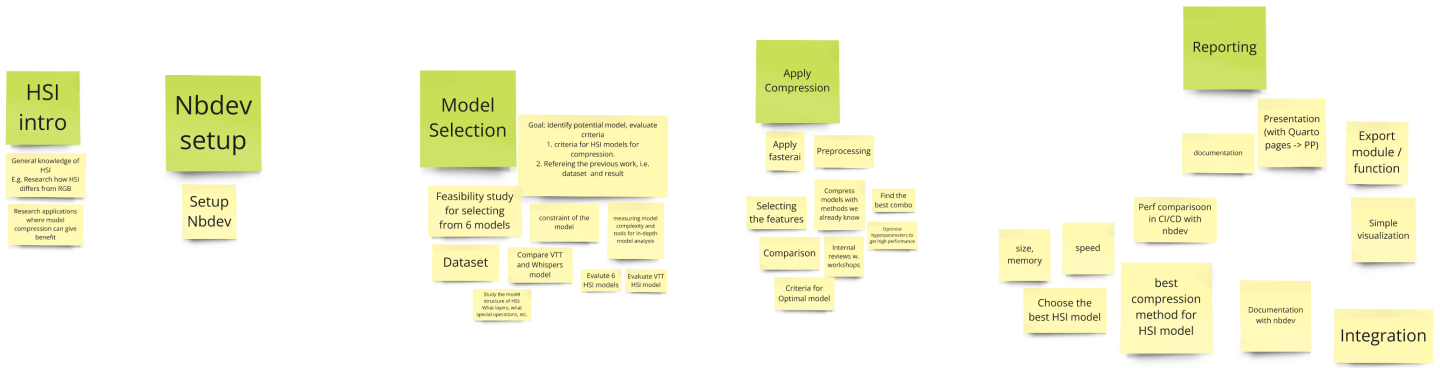 HSI
intro
General knowledge of
HSI
E.g. Research how HSI
differs from RGB
Research applications
where model
compression can give
benefit
Nbdev
setup
Setup
Nbdev
Model
Selection
Goal: Identify potential model, evaluate
criteria
1. criteria for HSI models for
compression.
2. Refereing the previous work, i.e.
dataset and result
Feasibility study
for selecting
from 6 models
constraint of the
model
measuring model
complexity and
tools for in-depth
model analysis
Dataset
Compare VTT
and Whispers
model
Evalute 6
HSI models
Evaluate VTT
HSI model
Study the model
structure of HSI:
What layers, what
special operations, etc.
Apply
Compression
Apply
fasterai
Preprocessing
Selecting
the features
Compress
models with
methods we
already know
Find the
best combo
Optimize
hyperparameters to
get high performance
Comparison
Internal
reviews w.
workshops
Criteria for
Optimal model
Reporting
Presentation
(with Quarto
pages -> PP)
documentation
Export
module /
function
Perf comparisoon
in CI/CD with
nbdev
Simple
visualization
size,
memory
speed
Choose the
best HSI model
best
compression
method for
HSI model
Documentation
with nbdev
Integration